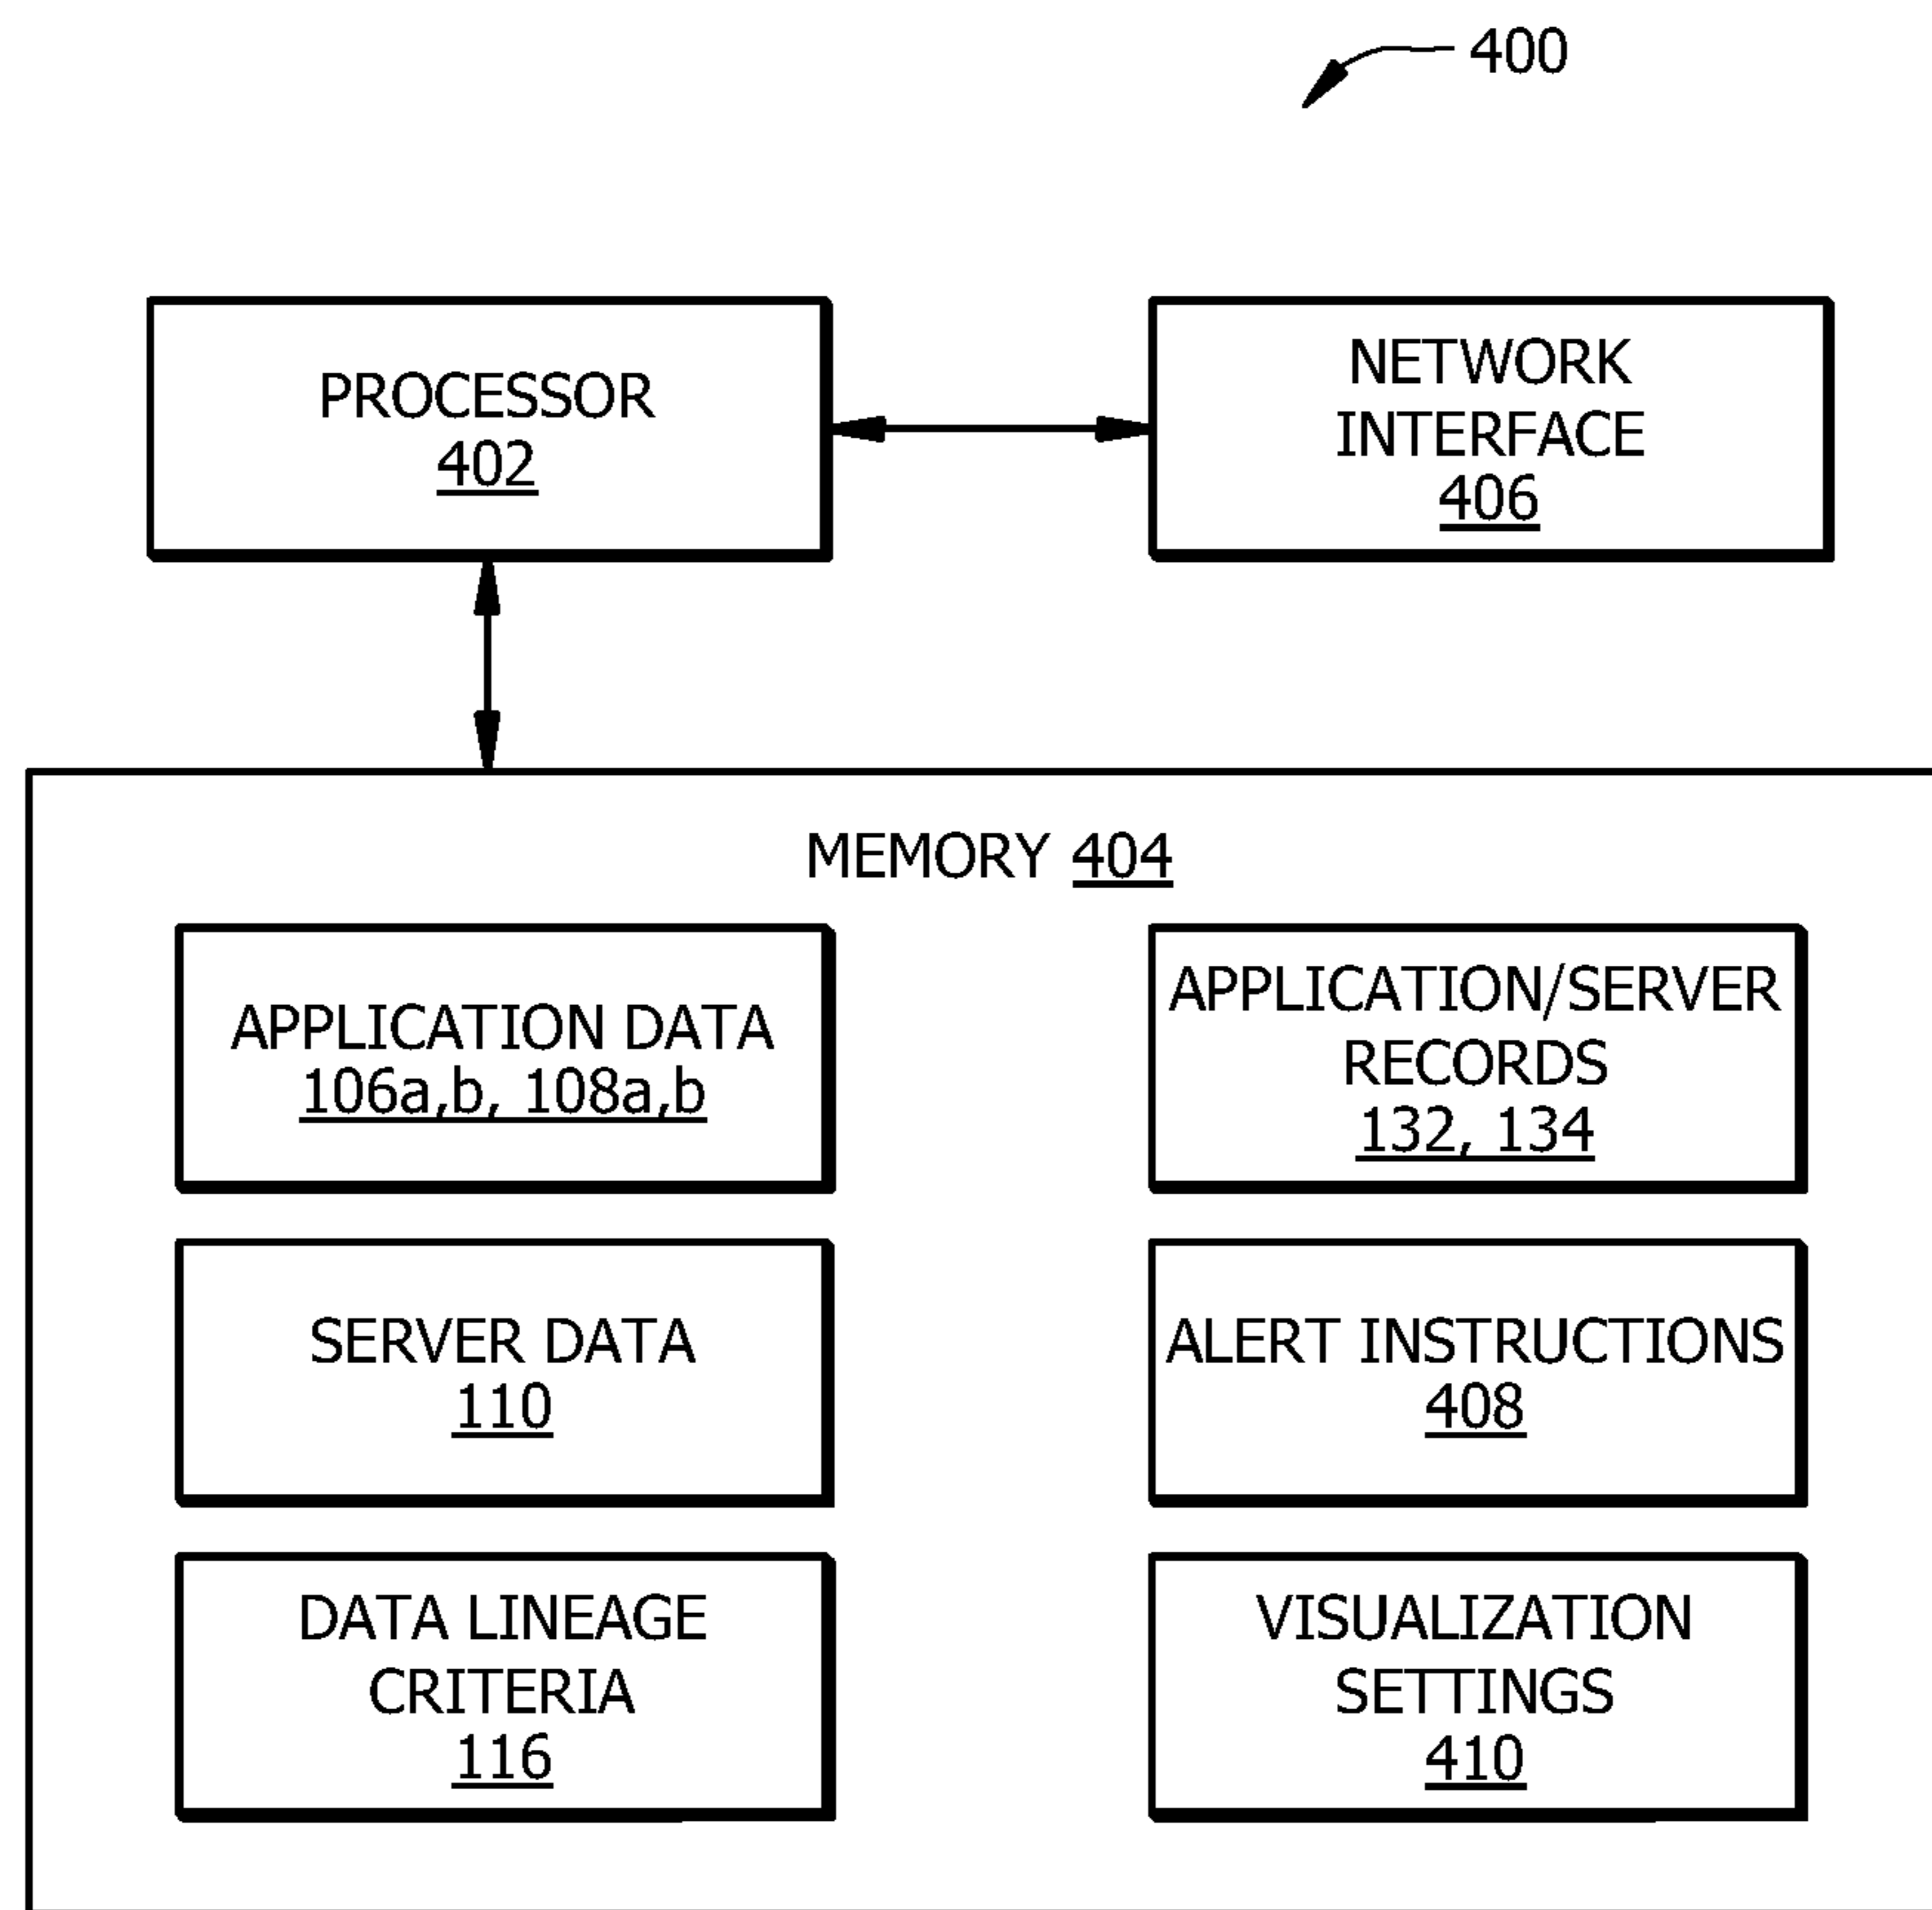 400
PROCESSOR
402
NETWORK
INTERFACE
406
MEMORY 404
APPLICATION DATA
106a,b, 108a,b
APPLICATION/SERVER
RECORDS
132, 134
SERVER DATA
110
ALERT INSTRUCTIONS
408
DATA LINEAGE
CRITERIA
116
VISUALIZATION
SETTINGS
410